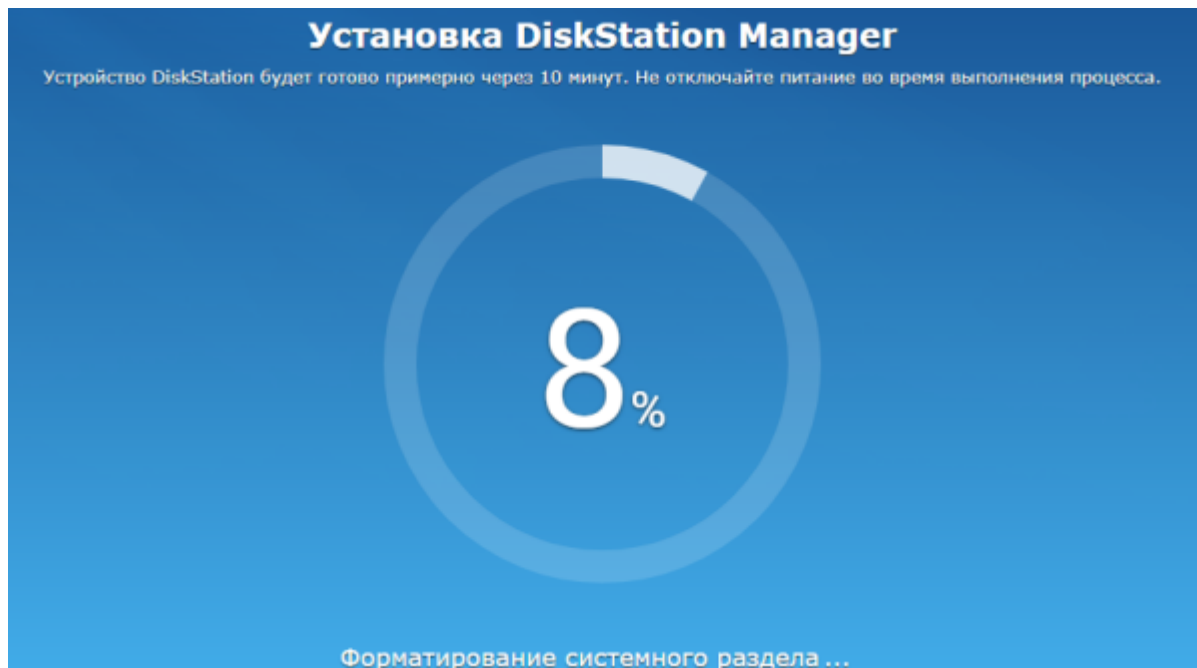 Установка DiskStation Manager
Устройство DiskStation будет готово примерно через 10 минут. Не отключайте питание во время выполнения процесса.
8%
Форматирование системного раздела ...